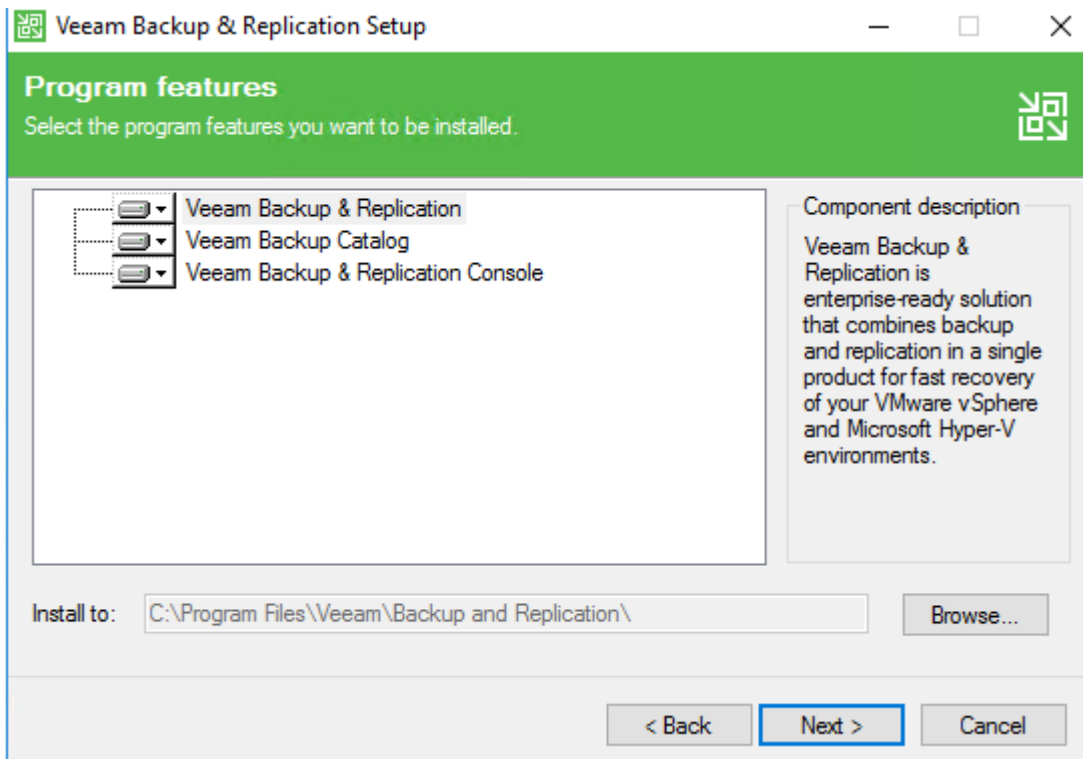 Veeam Backup & Replication Setup
Program features
Select the program features you want to be installed.
Veeam Backup & Replication
Veeam Backup Catalog
Veeam Backup & Replication Console
Component description
Veeam Backup &
Replication is
enterprise-ready solution
that combines backup
and replication in a single
product for fast recovery
of your VMware vSphere
and Microsoft Hyper-V
environments.
Install to: C:\Program Files\Veeam\Backup and Replication\ Browse...
< Back Next > Cancel